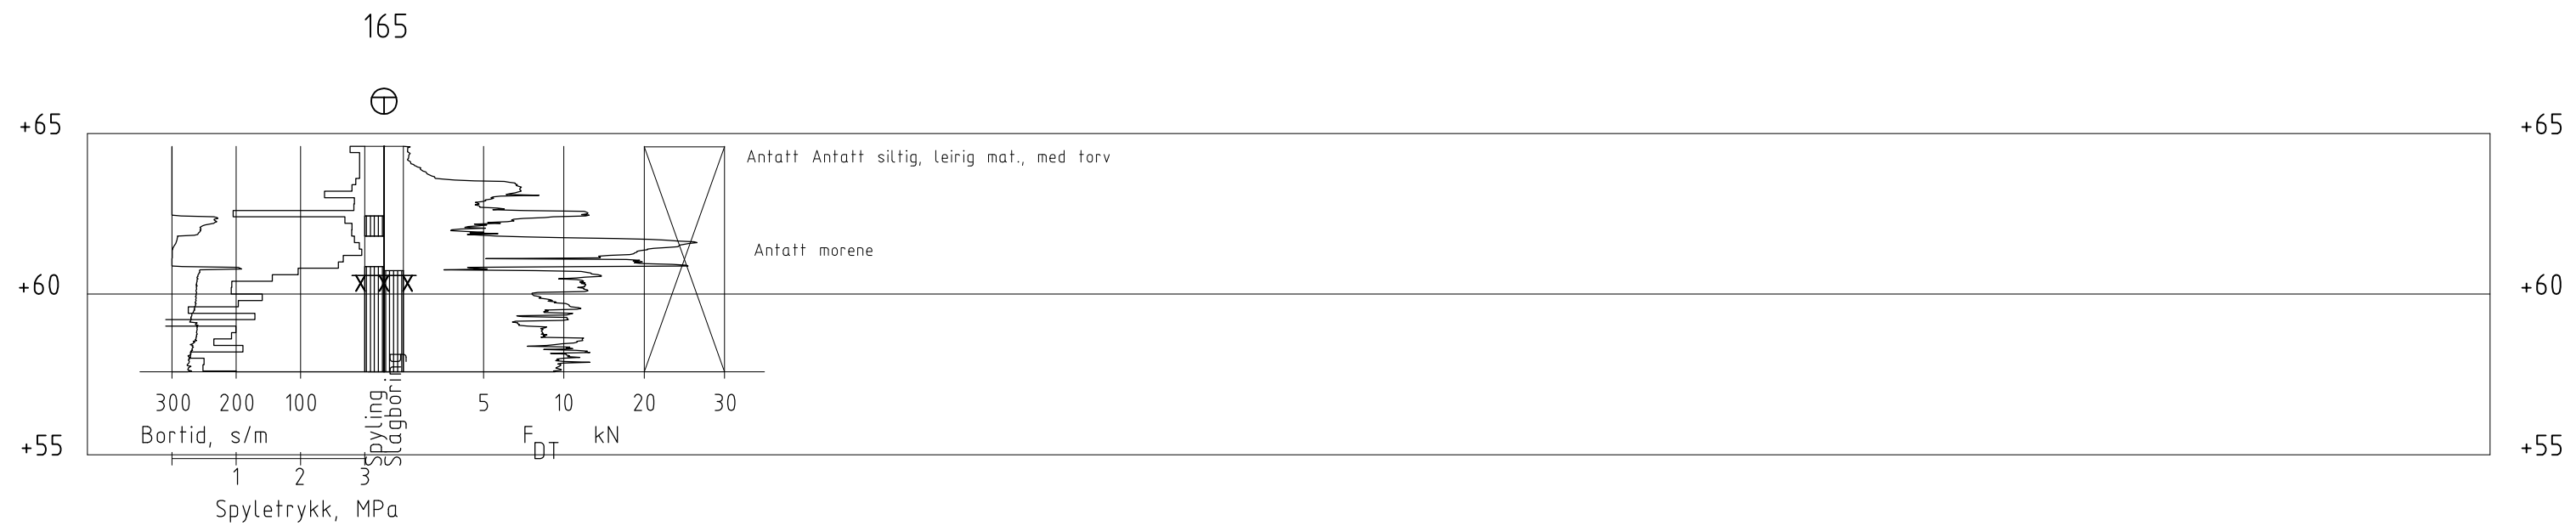 165
+65 +65
Antatt Antatt siltig, leirig mat., med torv
Antatt morene
+60 +60
X X X
300 200 100 5 10 20 30
Spyling
Slagboring
Bortid, s/m F DT kN
+55 +55
1 2 3
Spyletrykk, MPa